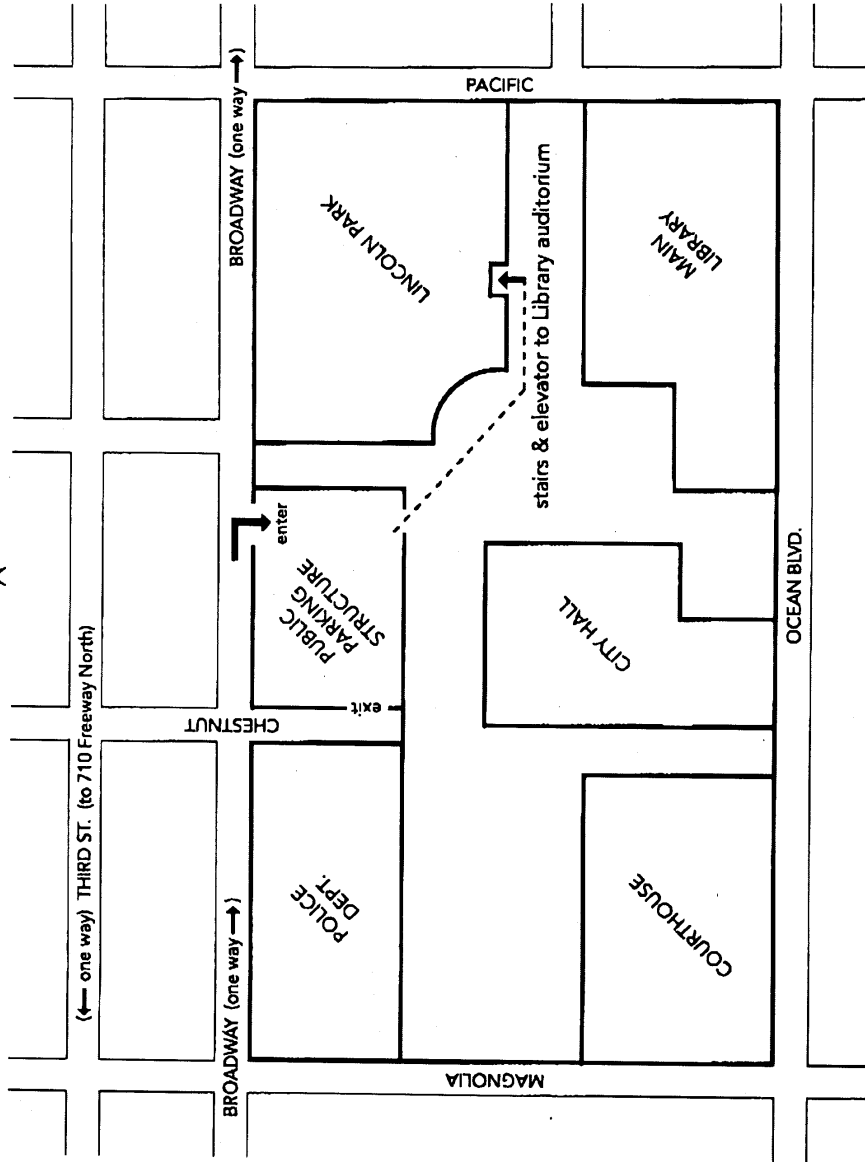 PACIFIC
BROADWAY (one way →)
LINCOLN PARK
MAIN
LIBRARY
stairs & elevator to Library auditorium
enter
PUBLIC
PARKING
STRUCTURE
exit
CITY HALL
OCEAN BLVD.
(← one way) THIRD ST. (to 710 Freeway North)
CHESTNUT
POLICE
DEPT.
COURTHOUSE
BROADWAY (one way →)
MAGNOLIA